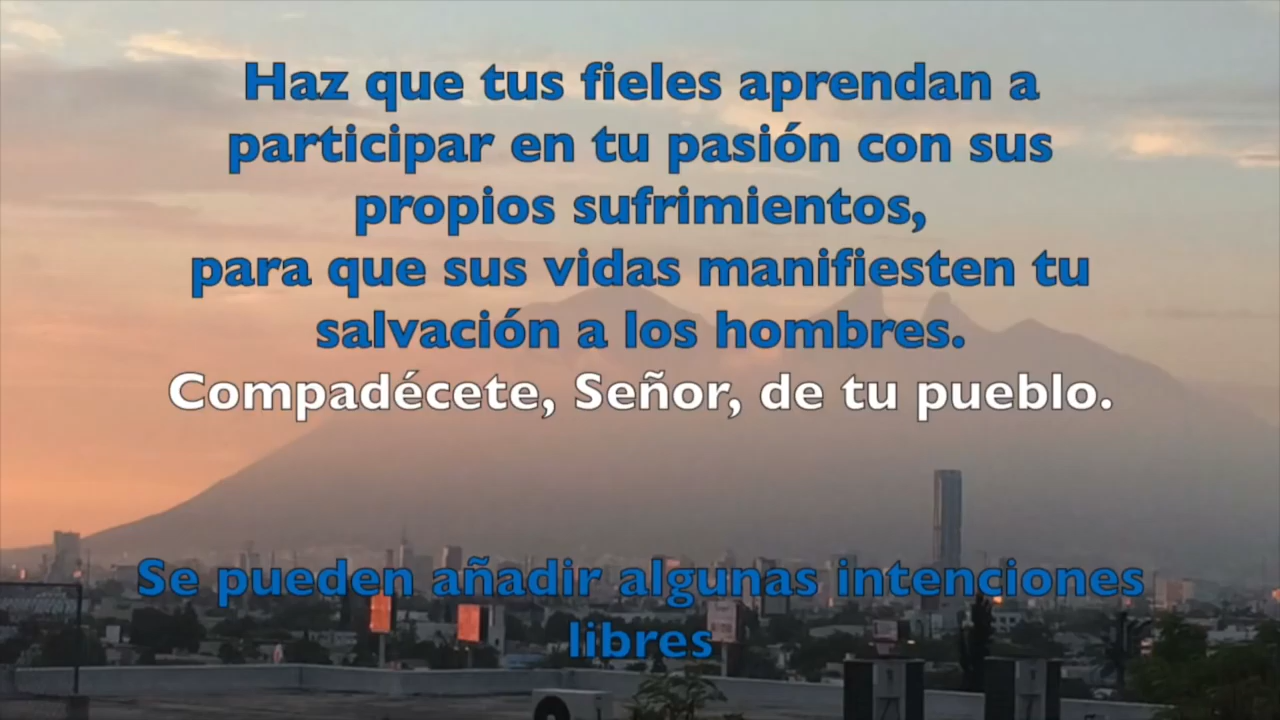 Haz que tus fieles aprendan a
participar en tu pasión con sus
propios sufrimientos,
para que sus vidas manifiesten tu
salvación a los hombres.
Compadécete, Señor, de tu pueblo.
Se pueden añadir algunas intenciones
libres